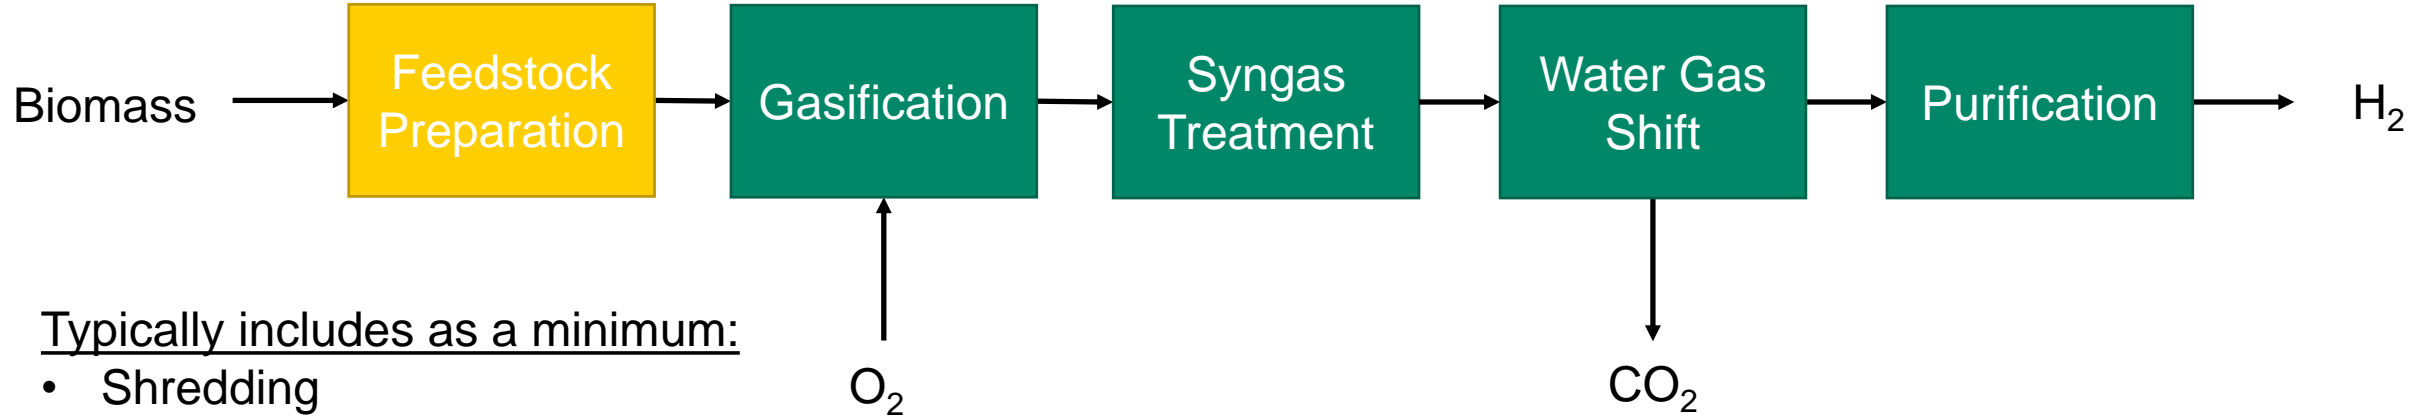 Biomass
Feedstock
Preparation
Gasification
Syngas
Treatment
Water Gas
Shift
Purification
H₂
Typically includes as a minimum:
• Shredding
O₂
CO₂